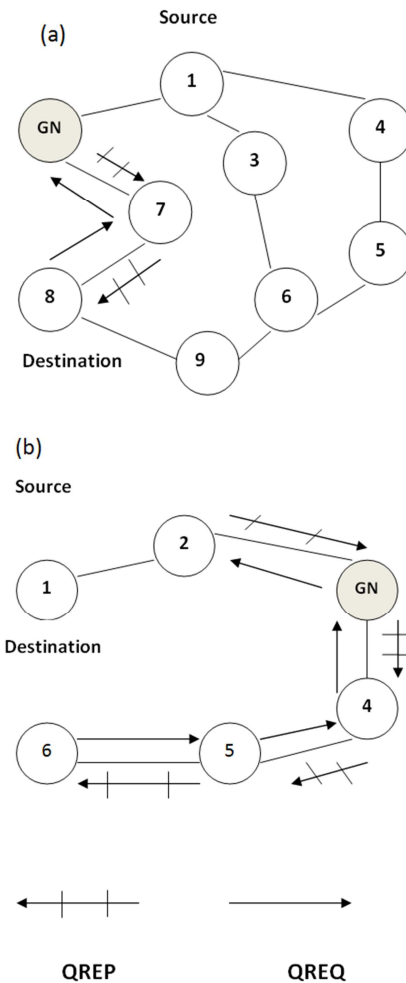 (a)
Source
1
GN
4
3
7
5
8
6
Destination
9
(b)
Source
2
1
GN
Destination
4
6
5
QREP
QREQ